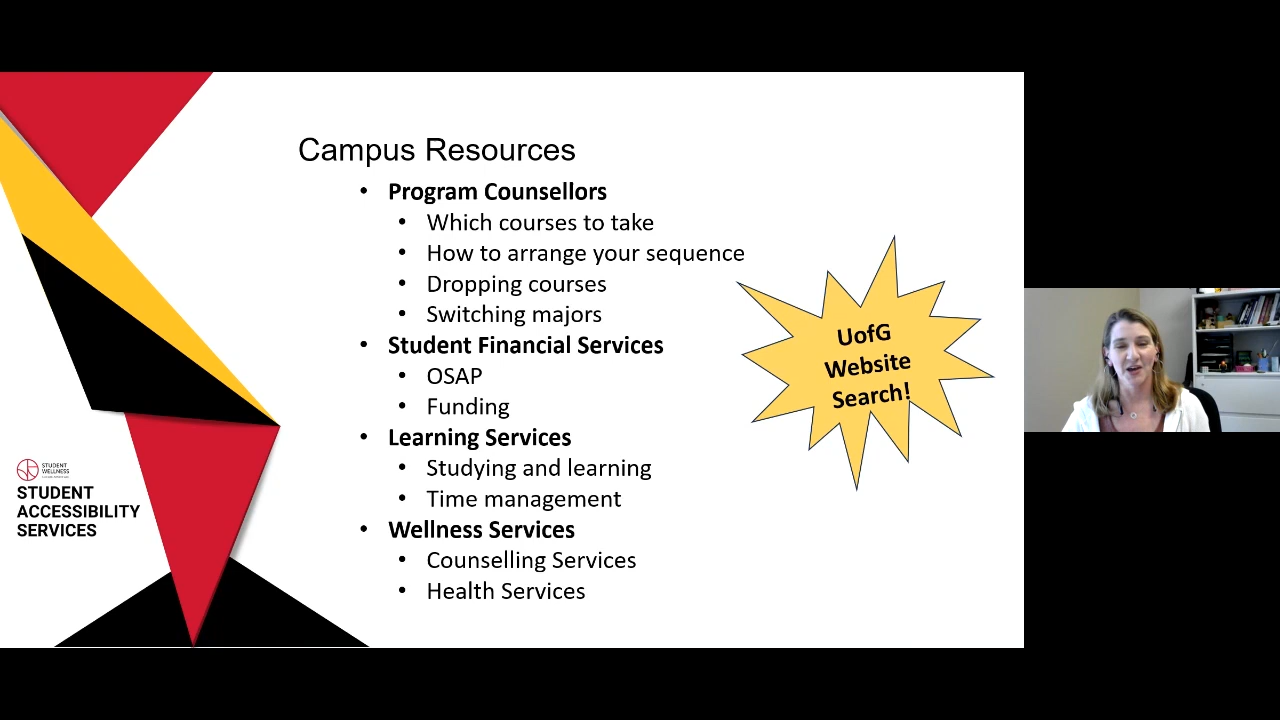 Campus Resources
• Program Counsellors
• Which courses to take
• How to arrange your sequence
• Dropping courses
• Switching majors
• Student Financial Services
• OSAP
• Funding
• Learning Services
• Studying and learning
• Time management
• Wellness Services
• Counselling Services
• Health Services
UofG
Website
Search!
STUDENT
WELLNESS
STUDENT
ACCESSIBILITY
SERVICES